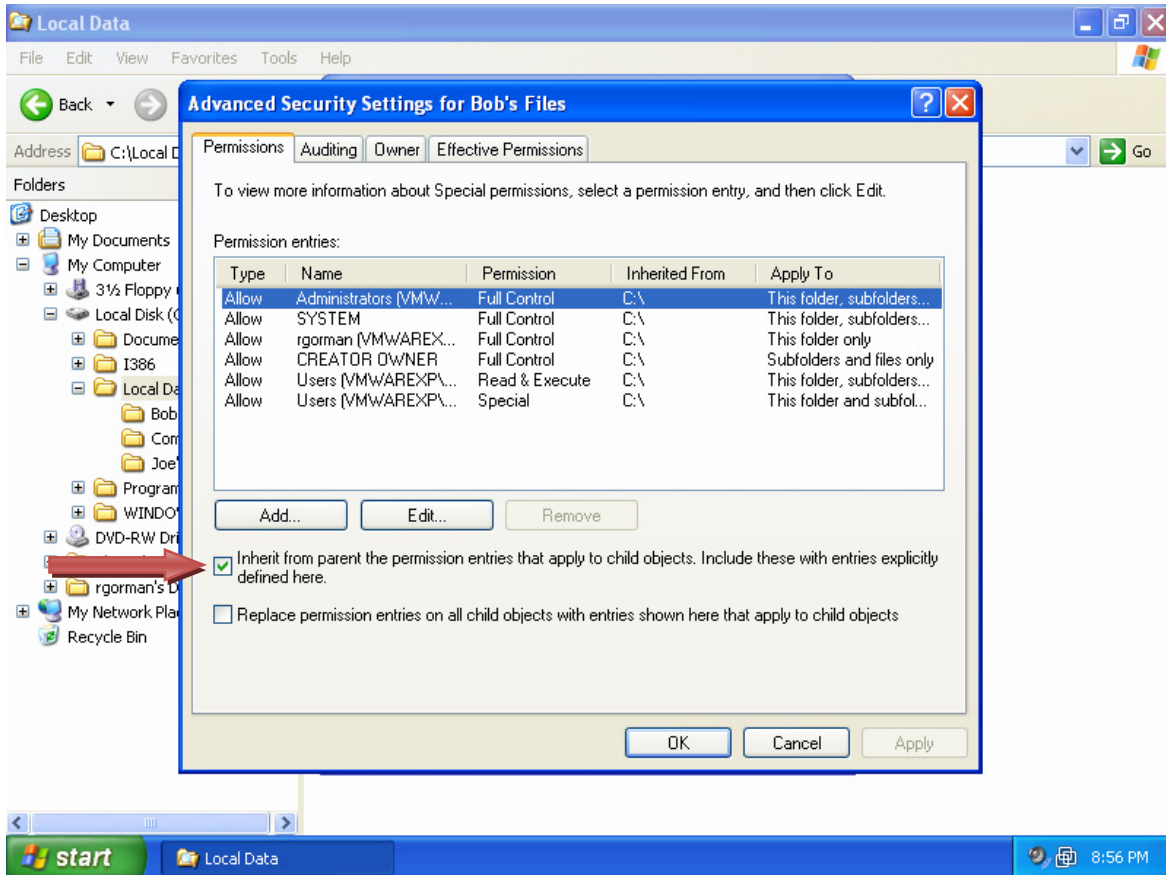 Local Data
File Edit View Favorites Tools Help
Back
Advanced Security Settings for Bob's Files
Address C:\Local D
Go
Permissions Auditing Owner Effective Permissions
Folders
To view more information about Special permissions, select a permission entry, and then click Edit.
Desktop
My Documents
My Computer
3½ Floppy
Local Disk (C
Docume
I386
Local Da
Bob
Com
Joe'
Program
WINDO
DVD-RW Dri
rgorman's D
My Network Pla
Recycle Bin
Permission entries:
Type Name Permission Inherited From Apply To
Allow Administrators (VMW... Full Control C:\ This folder, subfolders...
Allow SYSTEM Full Control C:\ This folder, subfolders...
Allow rgorman (VMWAREX... Full Control C:\ This folder only
Allow CREATOR OWNER Full Control C:\ Subfolders and files only
Allow Users (VMWAREXP\... Read & Execute C:\ This folder, subfolders...
Allow Users (VMWAREXP\... Special C:\ This folder and subfol...
Add... Edit... Remove
Inherit from parent the permission entries that apply to child objects. Include these with entries explicitly
defined here.
Replace permission entries on all child objects with entries shown here that apply to child objects
OK Cancel Apply
start Local Data 8:56 PM